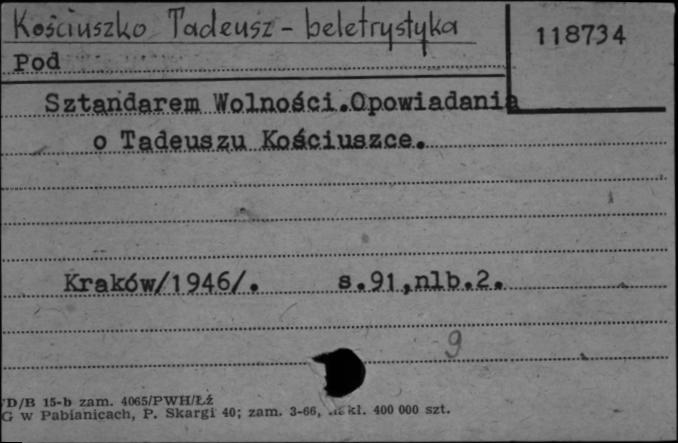 Kościuszko Tadeusz - beletrystyka
118734
Pod
Sztandarem Wolności.Opowiadania
o Tadeuszu Kościuszce.
Kraków/1946/. s.91,nlb.2.
9
D/B 15-b zam. 4065/PWH/Łź
G w Pabianicach, P. Skargi 40; zam. 3-66, nakł. 400 000 szt.